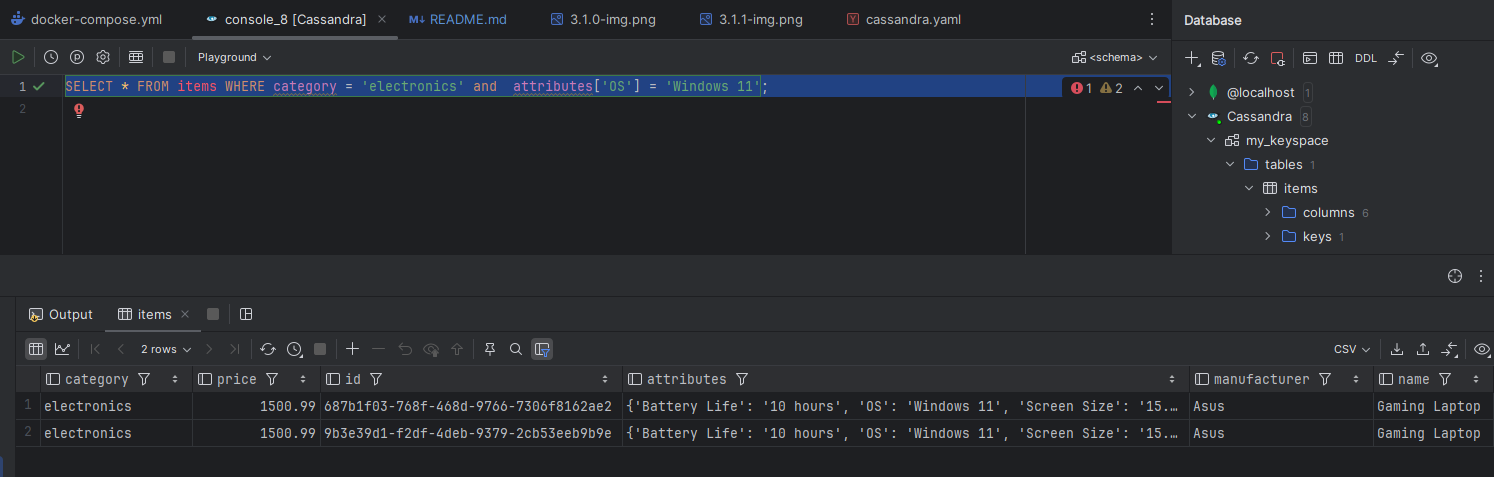 docker-compose.yml console_8 [Cassandra] README.md 3.1.0-img.png 3.1.1-img.png cassandra.yaml
Database
Playground <schema>
DDL
1 SELECT * FROM items WHERE category = 'electronics' and  attributes['OS'] = 'Windows 11'; 1 2
2
@localhost 1
Cassandra 8
my_keyspace
tables 1
items
columns 6
keys 1
Output items
2 rows CSV
category price id attributes manufacturer name
1 electronics 1500.99 687b1f03-768f-468d-9766-7306f8162ae2 {'Battery Life': '10 hours', 'OS': 'Windows 11', 'Screen Size': '15.… Asus Gaming Laptop
2 electronics 1500.99 9b3e39d1-f2df-4deb-9379-2cb53eeb9b9e {'Battery Life': '10 hours', 'OS': 'Windows 11', 'Screen Size': '15.… Asus Gaming Laptop